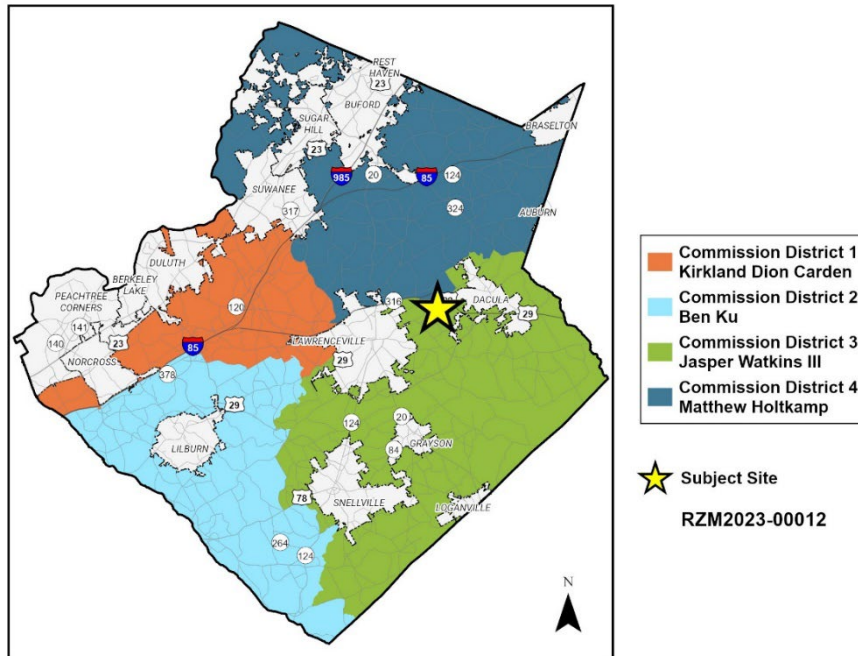 REST
HAVEN
23
BUFORD
SUGAR
HILL
23
BRASELTON
985
20
85
124
SUWANEE
317
324
AUBURN
DULUTH
BERKELEY
LAKE
PEACHTREE
CORNERS
141
140
23
NORCROSS
120
85
316
DACULA
29
LAWRENCEVILLE
29
378
29
LILBURN
124
20
84
GRAYSON
78
SNELLVILLE
LOGANVILLE
264
124
N
Commission District 1
Kirkland Dion Carden
Commission District 2
Ben Ku
Commission District 3
Jasper Watkins III
Commission District 4
Matthew Holtkamp
Subject Site
RZM2023-00012